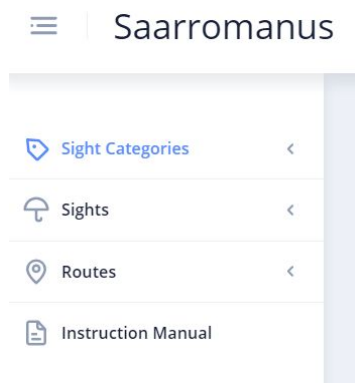 Saarromanus
Sight Categories
Sights
Routes
Instruction Manual